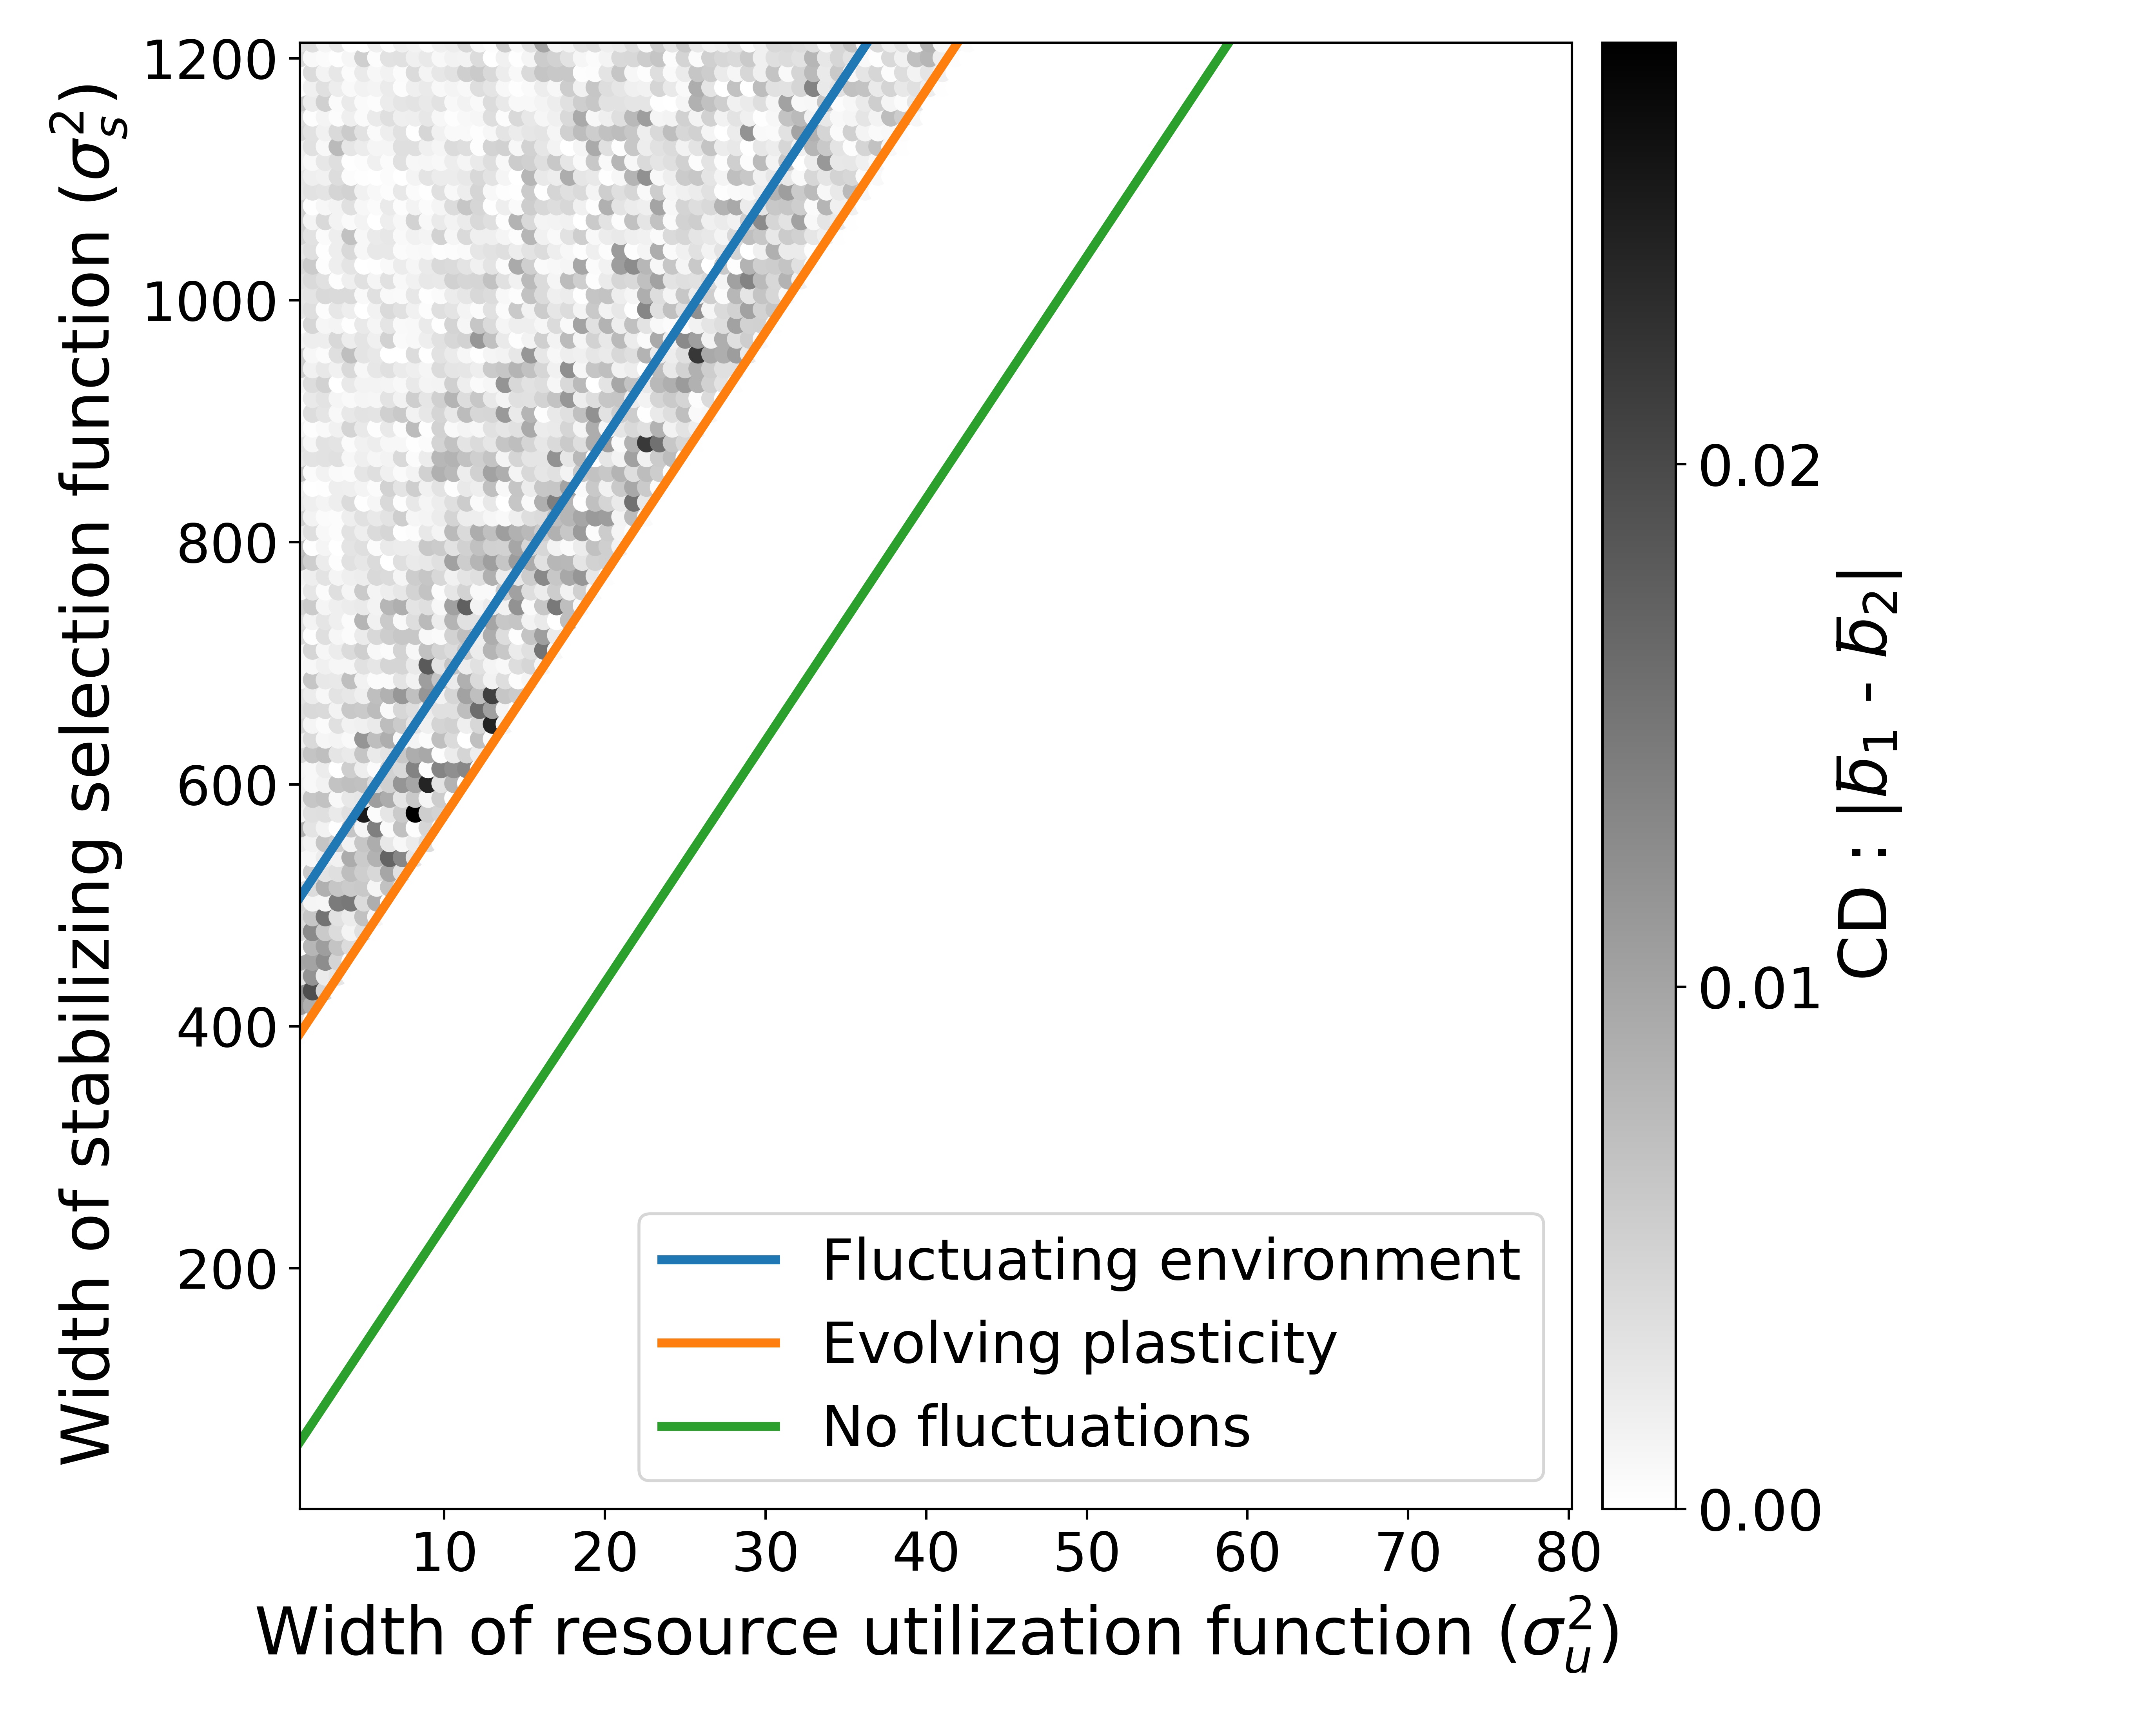 Width of stabilizing selection function (σ²ₛ)
1200
1000
800
600
400
200
10 20 30 40 50 60 70 80
Width of resource utilization function (σ²ᵤ)
Fluctuating environment
Evolving plasticity
No fluctuations
0.02
0.01
0.00
CD : |b̅₁ - b̅₂|